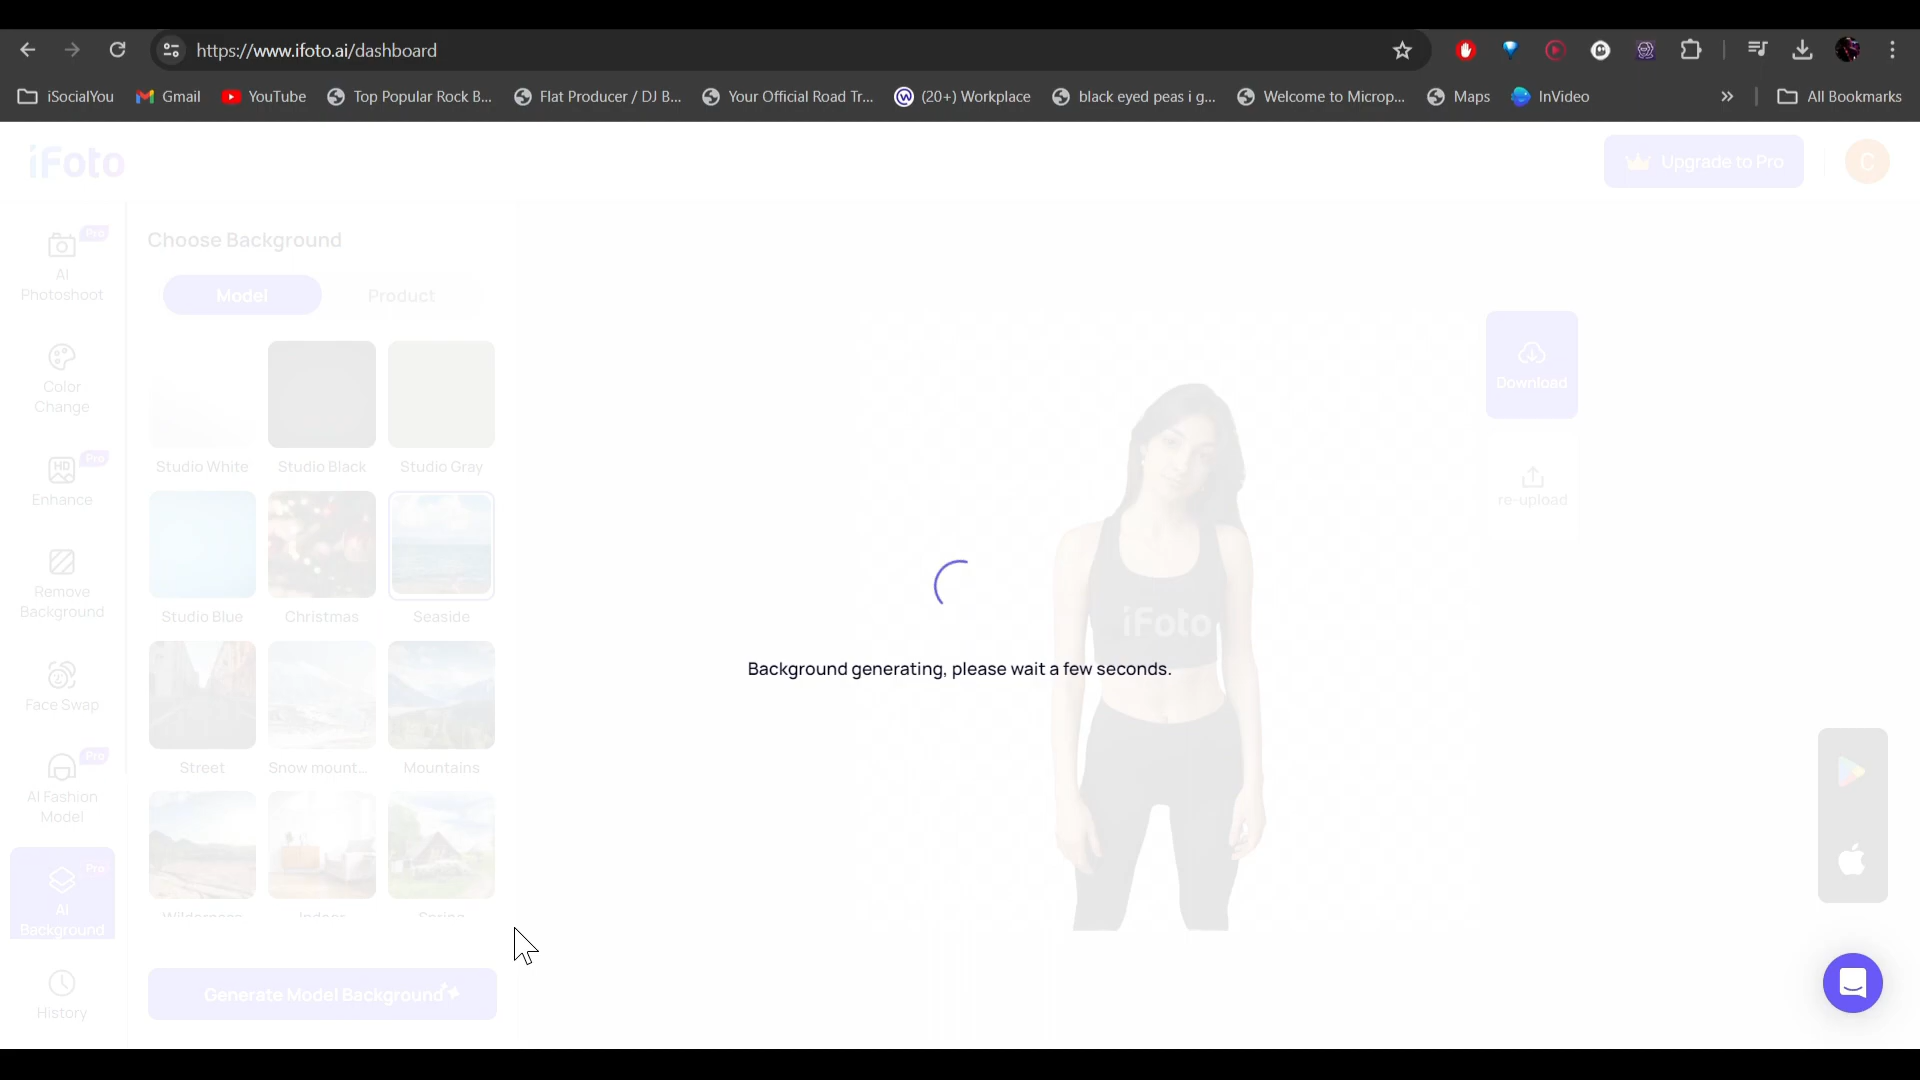 https://www.ifoto.ai/dashboard
iSocialYou
Gmail
YouTube
Top Popular Rock B...
Flat Producer / DJ B...
Your Official Road Tr...
(20+) Workplace
black eyed peas i g...
Welcome to Microp...
Maps
InVideo
All Bookmarks
iFoto
Upgrade to Pro
C
Pro
AI
Photoshoot
Color
Change
Pro
HD
Enhance
Remove
Background
Face Swap
Pro
AI Fashion
Model
Pro
AI
Background
History
Choose Background
Model
Product
Studio White
Studio Black
Studio Gray
Studio Blue
Christmas
Seaside
Street
Snow mount...
Mountains
Wilderness
Indoor
Spring
Generate Model Background
iFoto
Background generating, please wait a few seconds.
Download
re-upload